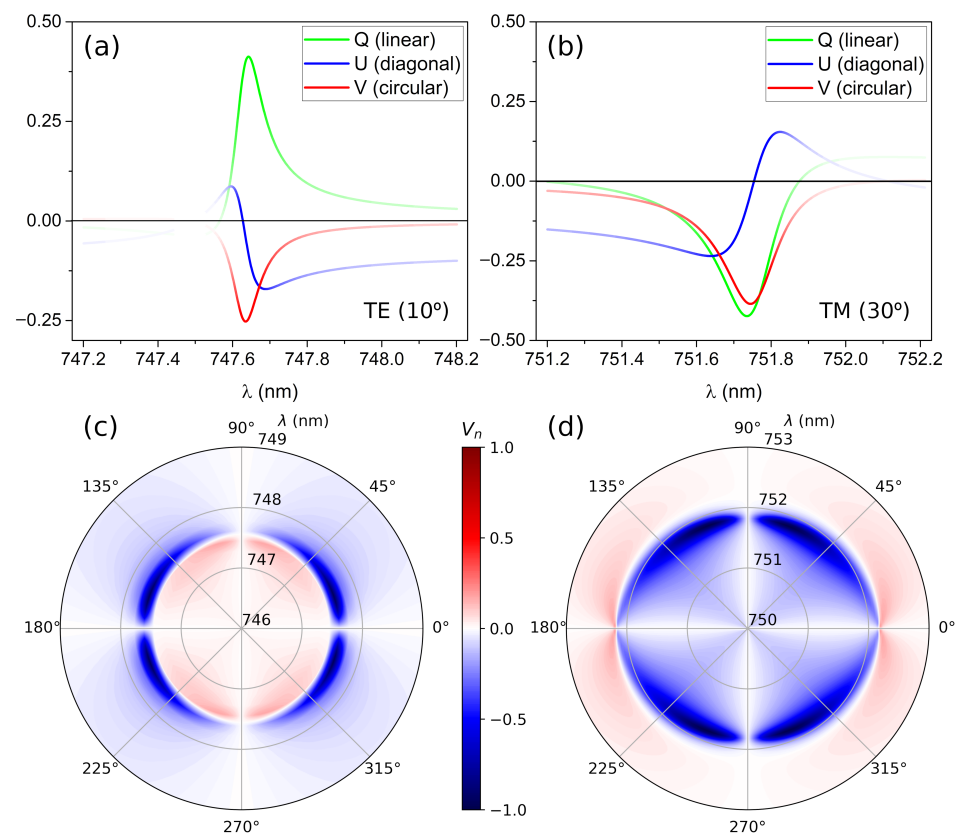 0.50
0.25
0.00
−0.25
(a)
Q (linear)
U (diagonal)
V (circular)
TE (10º)
747.2 747.4 747.6 747.8 748.0 748.2
λ (nm)
0.50
0.25
0.00
−0.25
−0.50
(b)
Q (linear)
U (diagonal)
V (circular)
TM (30º)
751.2 751.4 751.6 751.8 752.0 752.2
λ (nm)
(c)
λ (nm)
90°
749
135°
45°
748
747
746
180°
0°
225°
315°
270°
Vn
1.0
0.5
0.0
−0.5
−1.0
(d)
λ (nm)
90°
753
135°
45°
752
751
750
180°
0°
225°
315°
270°